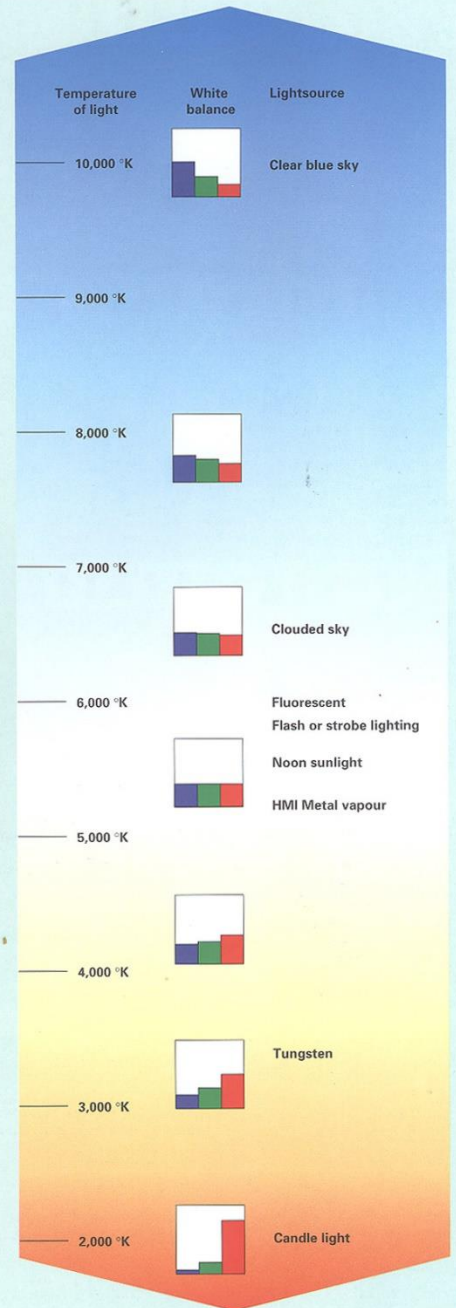 Temperature of light
White balance
Lightsource
10,000 °K
Clear blue sky
9,000 °K
8,000 °K
7,000 °K
Clouded sky
6,000 °K
Fluorescent
Flash or strobe lighting
Noon sunlight
HMI Metal vapour
5,000 °K
4,000 °K
Tungsten
3,000 °K
2,000 °K
Candle light